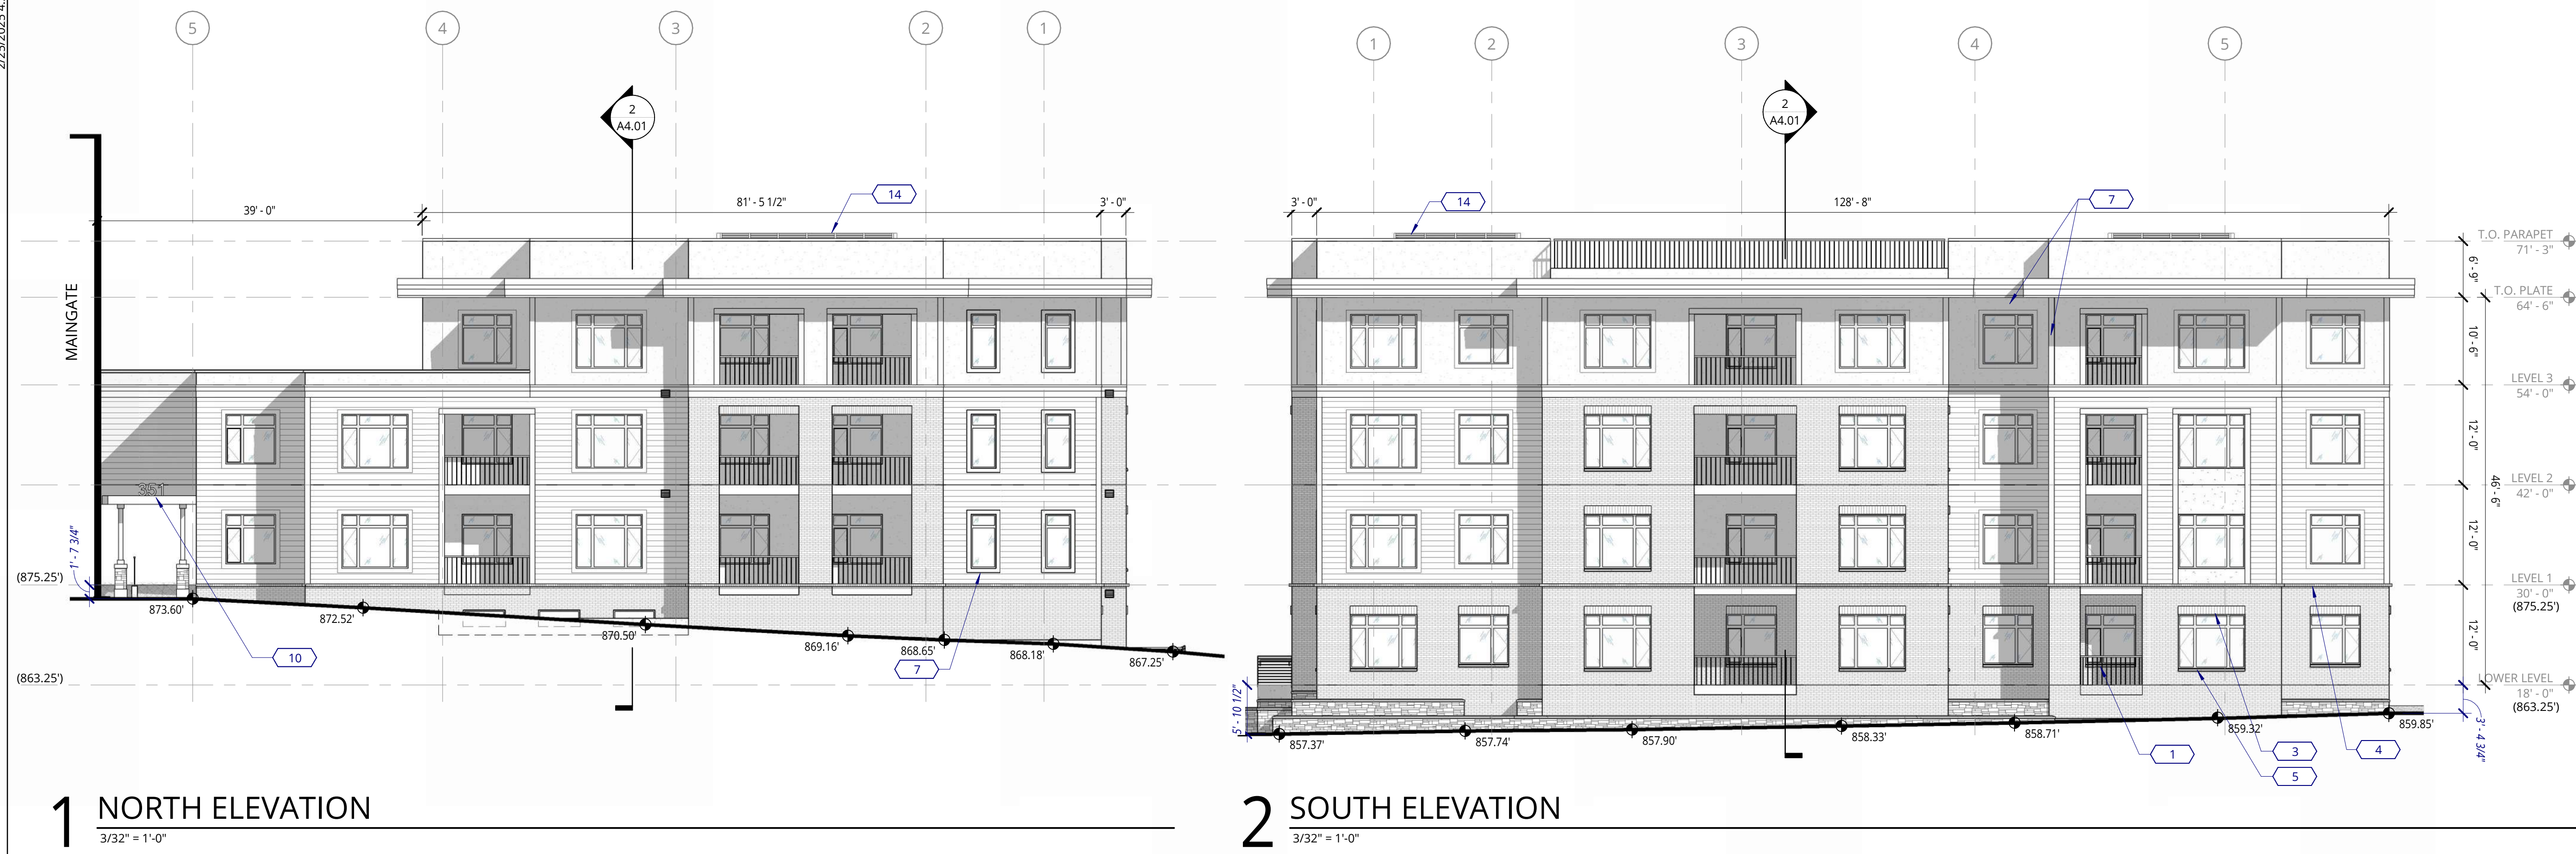 5
4
3
2
1
2
A4.01
39' - 0"
81' - 5 1/2"
3' - 0"
14
MAINGATE
351
1' - 7 3/4"
(875.25')
(863.25')
873.60'
872.52'
870.50'
869.16'
868.65'
868.18'
867.25'
10
7
1
NORTH ELEVATION
3/32" = 1'-0"
1
2
3
4
5
2
A4.01
3' - 0"
128' - 8"
14
7
T.O. PARAPET
71' - 3"
6' - 9"
T.O. PLATE
64' - 6"
10' - 6"
LEVEL 3
54' - 0"
12' - 0"
LEVEL 2
42' - 0"
46' - 6"
12' - 0"
LEVEL 1
30' - 0"
(875.25')
12' - 0"
LOWER LEVEL
18' - 0"
(863.25')
3' - 4 3/4"
5' - 10 1/2"
857.37'
857.74'
857.90'
858.33'
858.71'
859.32'
859.85'
1
3
4
5
2
SOUTH ELEVATION
3/32" = 1'-0"